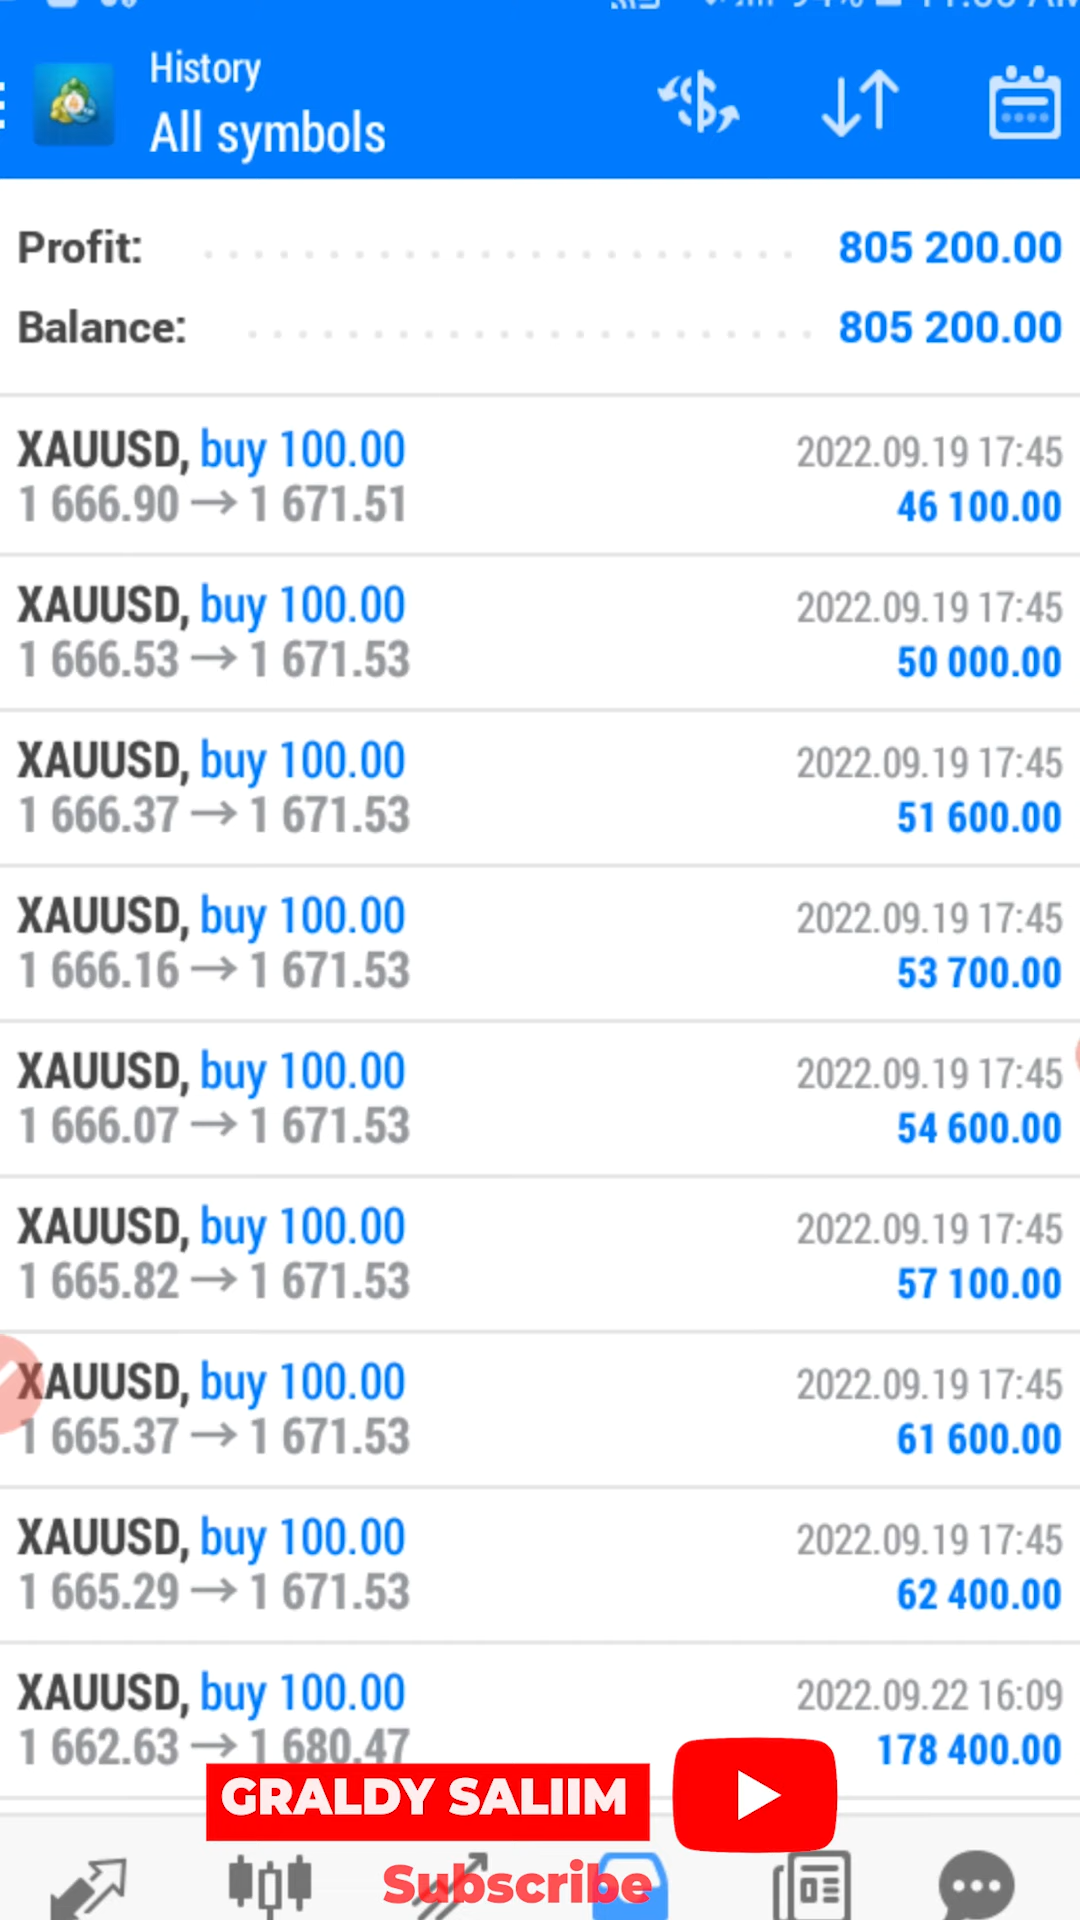 History
All symbols
Profit: 805 200.00
Balance: 805 200.00
XAUUSD, buy 100.00 2022.09.19 17:45
1 666.90 → 1 671.51 46 100.00
XAUUSD, buy 100.00 2022.09.19 17:45
1 666.53 → 1 671.53 50 000.00
XAUUSD, buy 100.00 2022.09.19 17:45
1 666.37 → 1 671.53 51 600.00
XAUUSD, buy 100.00 2022.09.19 17:45
1 666.16 → 1 671.53 53 700.00
XAUUSD, buy 100.00 2022.09.19 17:45
1 666.07 → 1 671.53 54 600.00
XAUUSD, buy 100.00 2022.09.19 17:45
1 665.82 → 1 671.53 57 100.00
XAUUSD, buy 100.00 2022.09.19 17:45
1 665.37 → 1 671.53 61 600.00
XAUUSD, buy 100.00 2022.09.19 17:45
1 665.29 → 1 671.53 62 400.00
XAUUSD, buy 100.00 2022.09.22 16:09
1 662.63 → 1 680.47 178 400.00
GRALDY SALIIM
Subscribe